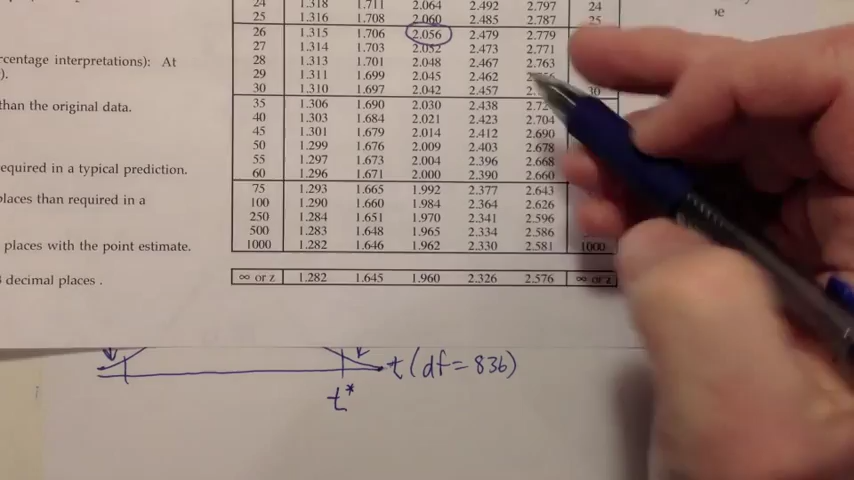 24 1.318 1.711 2.064 2.492 2.797 24
25 1.316 1.708 2.060 2.485 2.787 25
26 1.315 1.706 2.056 2.479 2.779
27 1.314 1.703 2.052 2.473 2.771
28 1.313 1.701 2.048 2.467 2.763
29 1.311 1.699 2.045 2.462
30 1.310 1.697 2.042 2.457 30
35 1.306 1.690 2.030 2.438
40 1.303 1.684 2.021 2.423 2.704
45 1.301 1.679 2.014 2.412 2.690
50 1.299 1.676 2.009 2.403 2.678
55 1.297 1.673 2.004 2.396 2.668
60 1.296 1.671 2.000 2.390 2.660
75 1.293 1.665 1.992 2.377 2.643
100 1.290 1.660 1.984 2.364 2.626
250 1.284 1.651 1.970 2.341 2.596
500 1.283 1.648 1.965 2.334 2.586
1000 1.282 1.646 1.962 2.330 2.581 1000
∞ or z 1.282 1.645 1.960 2.326 2.576 ∞ or z
rcentage interpretations): At
).
than the original data.
equired in a typical prediction.
places than required in a
places with the point estimate.
decimal places .
t (df = 836)
t*